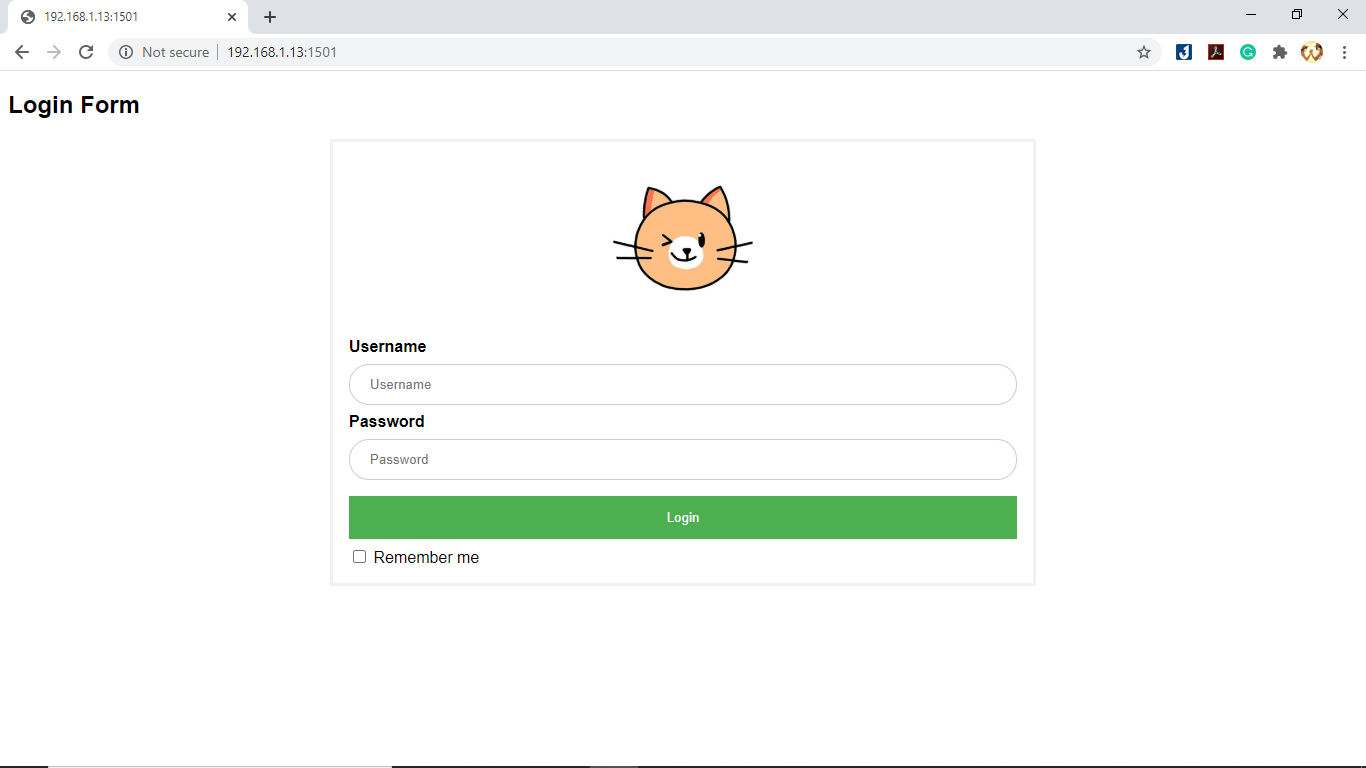 192.168.1.13:1501
Not secure 192.168.1.13:1501
Login Form
Username
Username
Password
Password
Login
Remember me